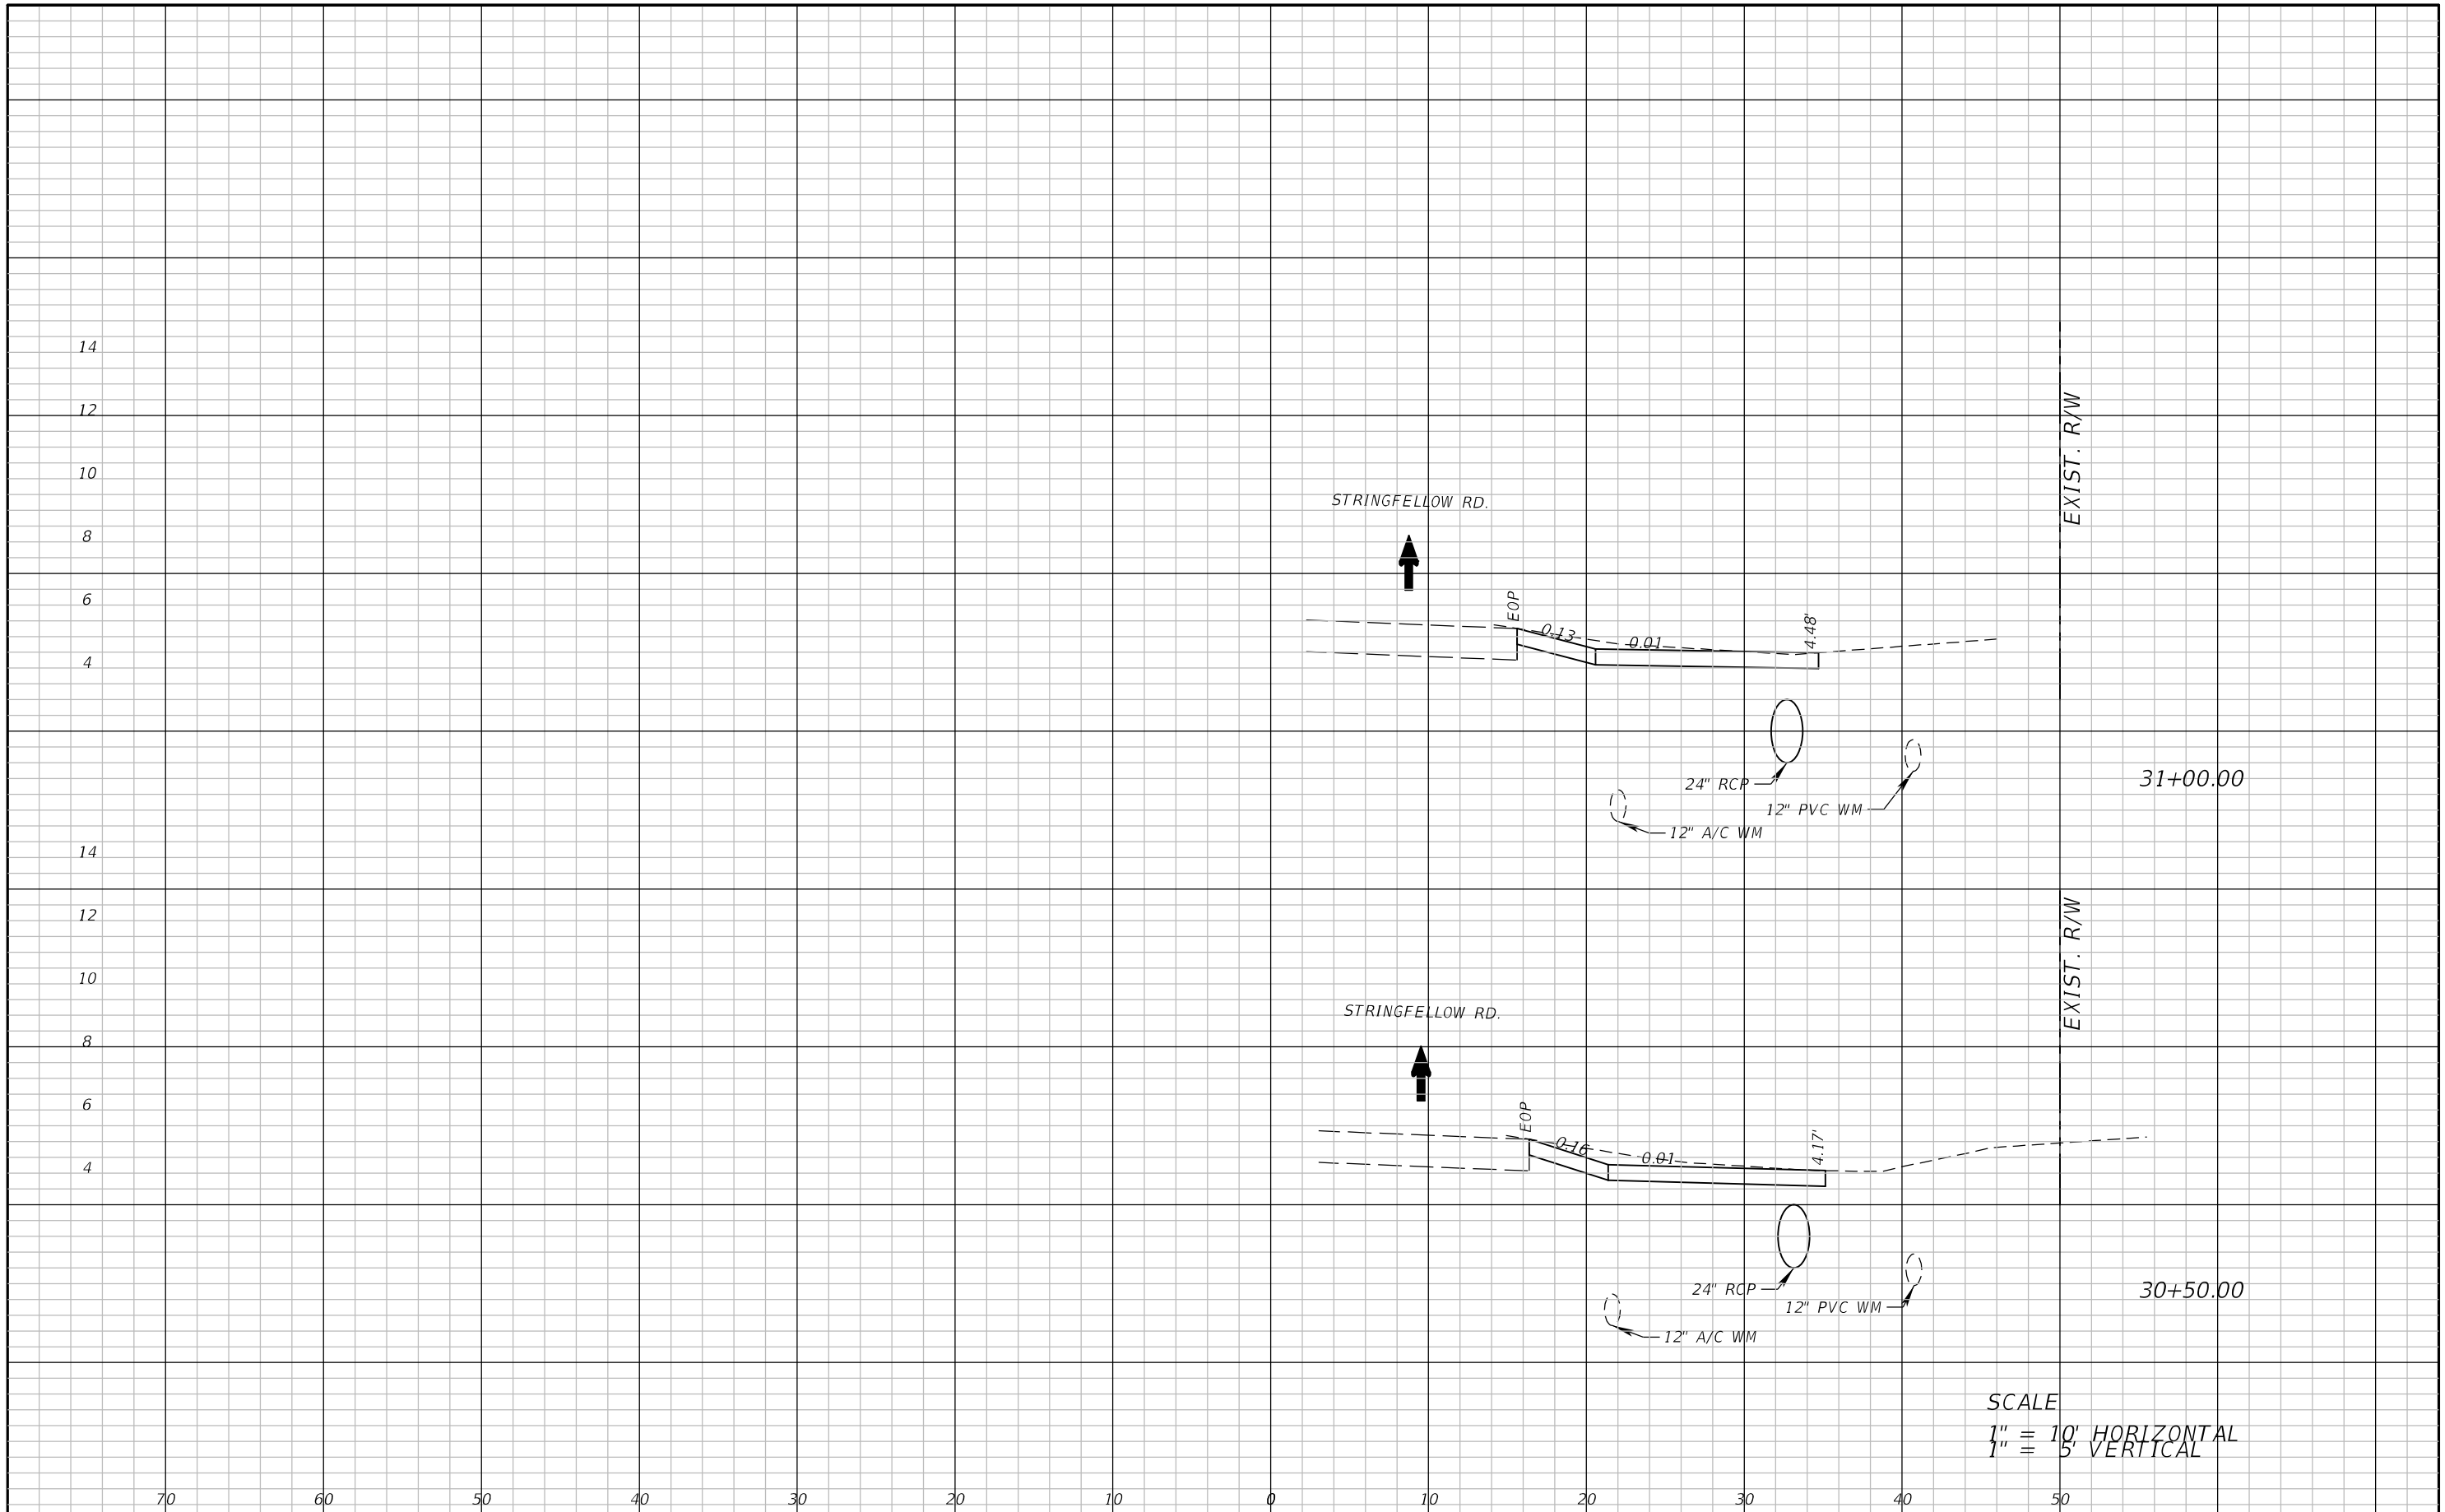 14
12
10
8
6
4
EXIST. R/W
STRINGFELLOW RD.
EOP
0.13
0.01
4.48'
24" RCP
12" PVC WM
12" A/C WM
31+00.00
14
12
10
8
6
4
EXIST. R/W
STRINGFELLOW RD.
EOP
0.16
0.01
4.17'
24" RCP
12" PVC WM
12" A/C WM
30+50.00
SCALE
1" = 10' HORIZONTAL
1" = 5' VERTICAL
70 60 50 40 30 20 10 0 10 20 30 40 50